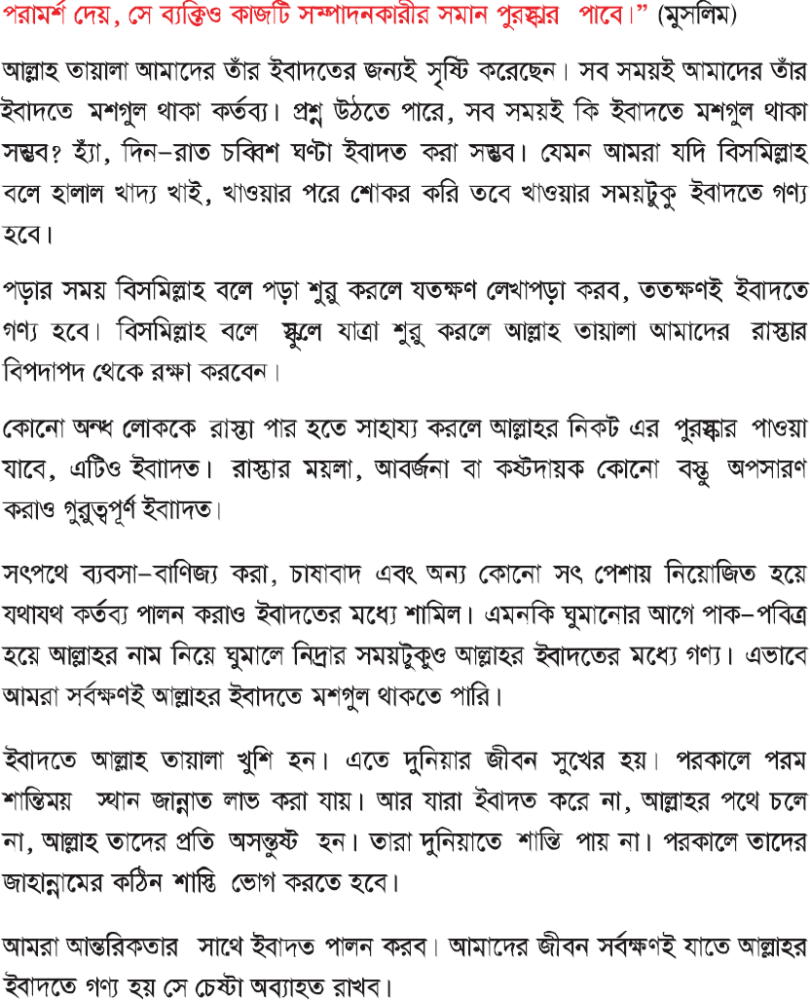 পরামর্শ দেয়, সে ব্যক্তিও কাজটি সম্পাদনকারীর সমান পুরস্কার পাবে।” (মুসলিম)
আল্লাহ তায়ালা আমাদের তাঁর ইবাদতের জন্যই সৃষ্টি করেছেন। সব সময়ই আমাদের তাঁর
ইবাদতে মশগুল থাকা কর্তব্য। প্রশ্ন উঠতে পারে, সব সময়ই কি ইবাদতে মশগুল থাকা
সম্ভব? হ্যাঁ, দিন-রাত চব্বিশ ঘণ্টা ইবাদত করা সম্ভব। যেমন আমরা যদি বিসমিল্লাহ
বলে হালাল খাদ্য খাই, খাওয়ার পরে শোকর করি তবে খাওয়ার সময়টুকু ইবাদতে গণ্য
হবে।
পড়ার সময় বিসমিল্লাহ বলে পড়া শুরু করলে যতক্ষণ লেখাপড়া করব, ততক্ষণই ইবাদতে
গণ্য হবে। বিসমিল্লাহ বলে স্কুলে যাত্রা শুরু করলে আল্লাহ তায়ালা আমাদের রাস্তার
বিপদাপদ থেকে রক্ষা করবেন।
কোনো অন্ধ লোককে রাস্তা পার হতে সাহায্য করলে আল্লাহর নিকট এর পুরস্কার পাওয়া
যাবে, এটিও ইবাাদত। রাস্তার ময়লা, আবর্জনা বা কষ্টদায়ক কোনো বস্তু অপসারণ
করাও গুরুত্বপূর্ণ ইবাাদত।
সৎপথে ব্যবসা-বাণিজ্য করা, চাষাবাদ এবং অন্য কোনো সৎ পেশায় নিয়োজিত হয়ে
যথাযথ কর্তব্য পালন করাও ইবাদতের মধ্যে শামিল। এমনকি ঘুমানোর আগে পাক-পবিত্র
হয়ে আল্লাহর নাম নিয়ে ঘুমালে নিদ্রার সময়টুকুও আল্লাহর ইবাদতের মধ্যে গণ্য। এভাবে
আমরা সর্বক্ষণই আল্লাহর ইবাদতে মশগুল থাকতে পারি।
ইবাদতে আল্লাহ তায়ালা খুশি হন। এতে দুনিয়ার জীবন সুখের হয়। পরকালে পরম
শান্তিময় স্থান জান্নাত লাভ করা যায়। আর যারা ইবাদত করে না, আল্লাহর পথে চলে
না, আল্লাহ তাদের প্রতি অসন্তুষ্ট হন। তারা দুনিয়াতে শান্তি পায় না। পরকালে তাদের
জাহান্নামের কঠিন শাস্তি ভোগ করতে হবে।
আমরা আন্তরিকতার সাথে ইবাদত পালন করব। আমাদের জীবন সর্বক্ষণই যাতে আল্লাহর
ইবাদতে গণ্য হয় সে চেষ্টা অব্যাহত রাখব।